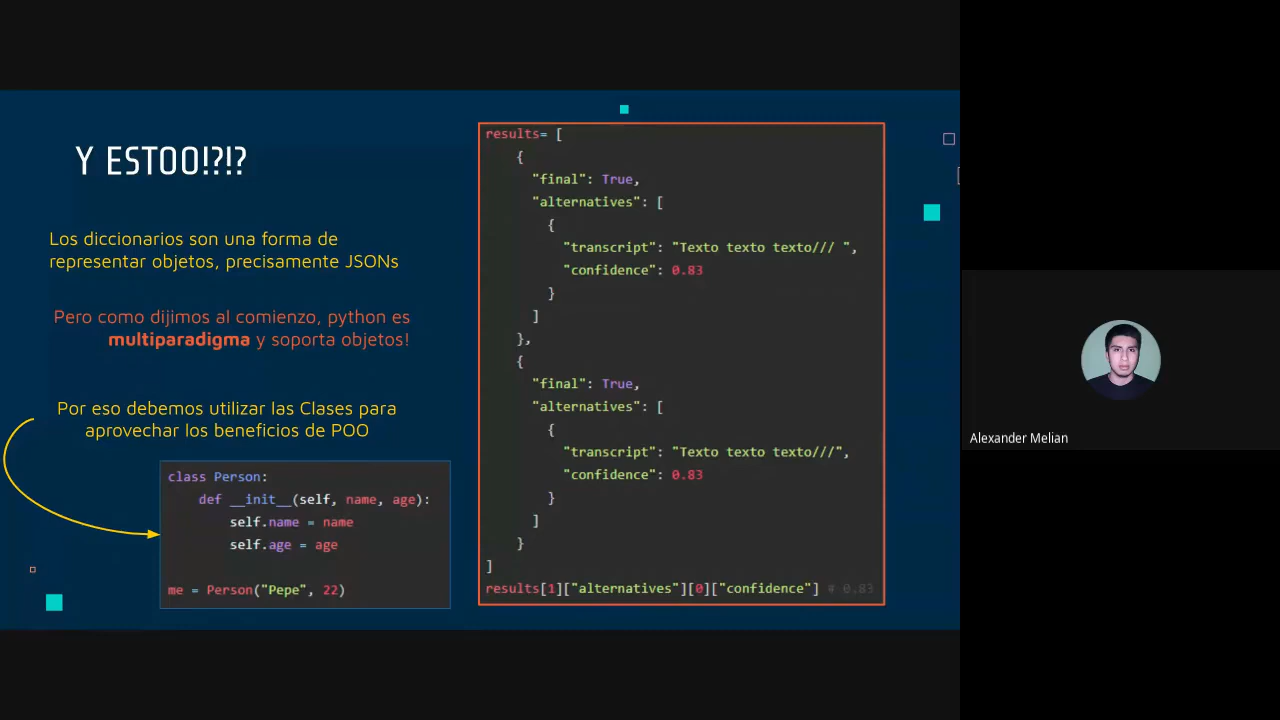 Y ESTOO!?!?
Los diccionarios son una forma de
representar objetos, precisamente JSONs
Pero como dijimos al comienzo, python es
multiparadigma y soporta objetos!
Por eso debemos utilizar las Clases para
aprovechar los beneficios de POO
class Person:
    def __init__(self, name, age):
        self.name = name
        self.age = age
me = Person("Pepe", 22)
results= [
    {
      "final": True,
      "alternatives": [
        {
          "transcript": "Texto texto texto/// ",
          "confidence": 0.83
        }
      ]
    },
    {
      "final": True,
      "alternatives": [
        {
          "transcript": "Texto texto texto///",
          "confidence": 0.83
        }
      ]
    }
]
results[1]["alternatives"][0]["confidence"] # 0.83
Alexander Melian